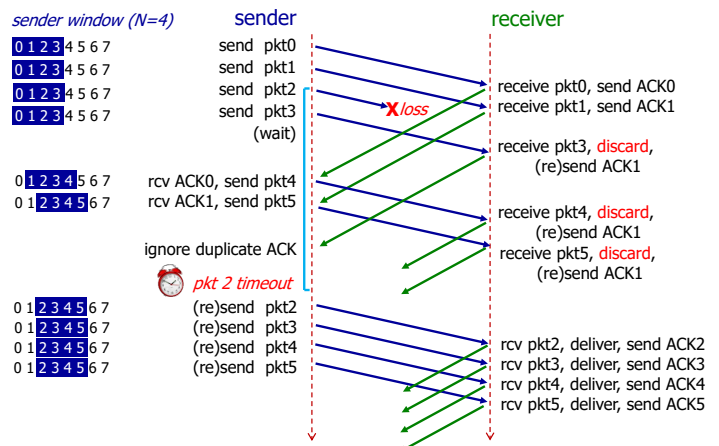 sender window (N=4) sender receiver
0 1 2 3 4 5 6 7 send pkt0
0 1 2 3 4 5 6 7 send pkt1
0 1 2 3 4 5 6 7 send pkt2
0 1 2 3 4 5 6 7 send pkt3
(wait)
X loss
receive pkt0, send ACK0
receive pkt1, send ACK1
receive pkt3, discard,
(re)send ACK1
0 1 2 3 4 5 6 7 rcv ACK0, send pkt4
0 1 2 3 4 5 6 7 rcv ACK1, send pkt5
receive pkt4, discard,
(re)send ACK1
ignore duplicate ACK
receive pkt5, discard,
(re)send ACK1
pkt 2 timeout
0 1 2 3 4 5 6 7 (re)send pkt2
0 1 2 3 4 5 6 7 (re)send pkt3
0 1 2 3 4 5 6 7 (re)send pkt4
0 1 2 3 4 5 6 7 (re)send pkt5
rcv pkt2, deliver, send ACK2
rcv pkt3, deliver, send ACK3
rcv pkt4, deliver, send ACK4
rcv pkt5, deliver, send ACK5